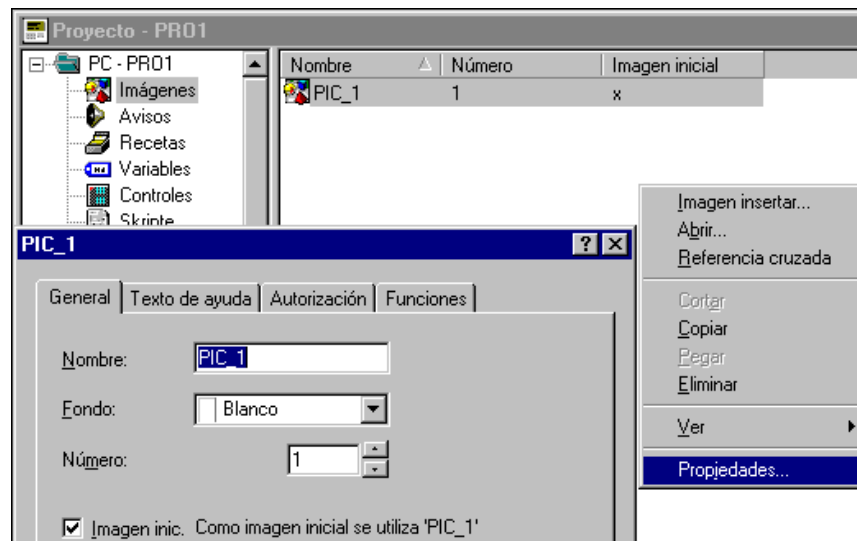 Proyecto - PRO1
PC - PRO1
Imágenes
Avisos
Recetas
Variables
Controles
Skripte
Nombre Número Imagen inicial
PIC_1 1 x
Imagen insertar...
Abrir...
Referencia cruzada
Cortar
Copiar
Pegar
Eliminar
Ver
Propiedades...
PIC_1
General Texto de ayuda Autorización Funciones
Nombre: PIC_1
Fondo: Blanco
Número: 1
Imagen inic. Como imagen inicial se utiliza 'PIC_1'